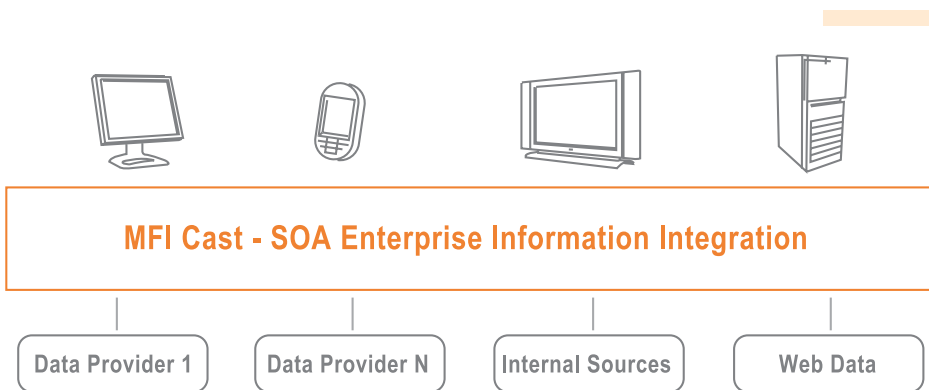 MFI Cast - SOA Enterprise Information Integration
Data Provider 1
Data Provider N
Internal Sources
Web Data